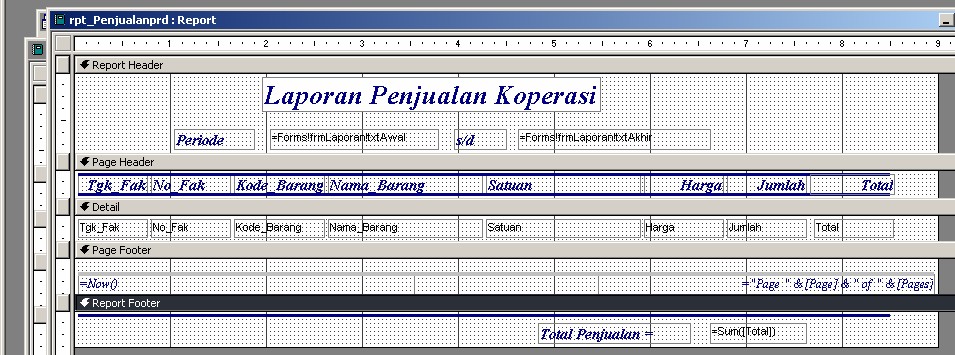 rpt_Penjualanprd : Report
1 2 3 4 5 6 7 8 9
Report Header
Laporan Penjualan Koperasi
Periode =Forms!frmLaporan!txtAwal s/d =Forms!frmLaporan!txtAkhir
Page Header
Tgk_Fak No_Fak Kode_Barang Nama_Barang Satuan Harga Jumlah Total
Detail
Tgk_Fak No_Fak Kode_Barang Nama_Barang Satuan Harga Jumlah Total
Page Footer
=Now() ="Page " & [Page] & " of " & [Pages]
Report Footer
Total Penjualan = =Sum([Total])